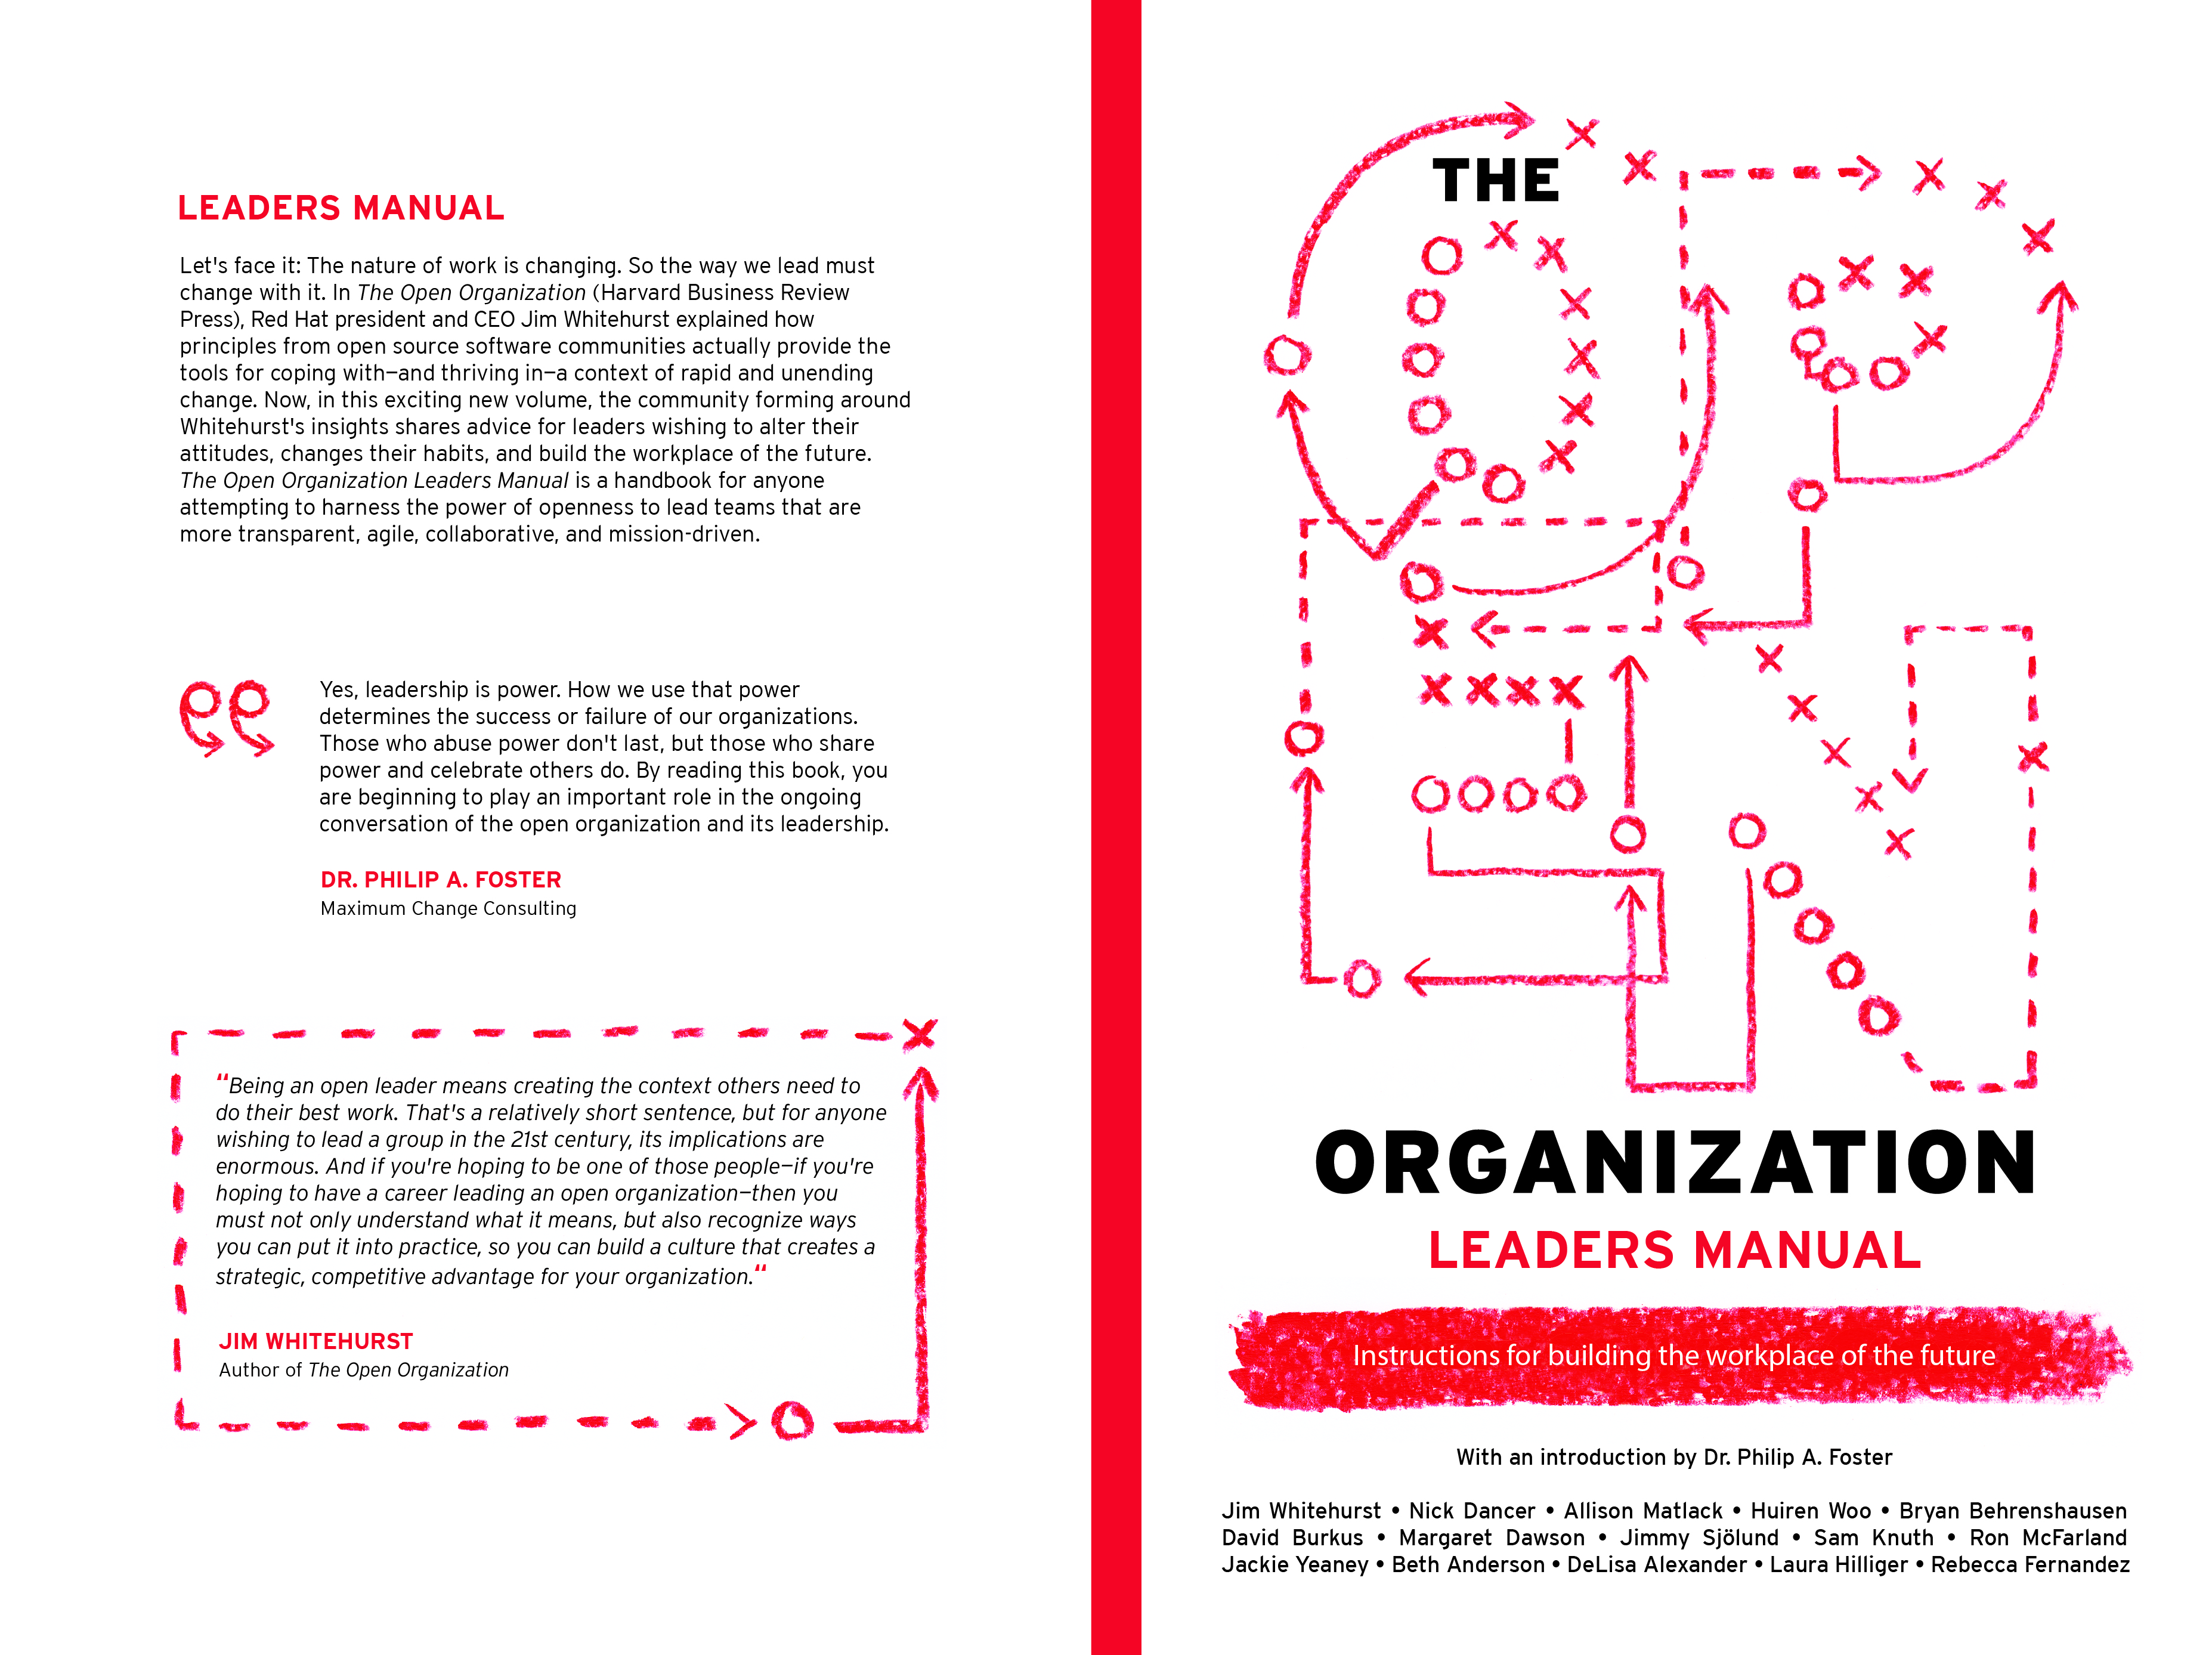 LEADERS MANUAL
Let's face it: The nature of work is changing. So the way we lead must
change with it. In The Open Organization (Harvard Business Review
Press), Red Hat president and CEO Jim Whitehurst explained how
principles from open source software communities actually provide the
tools for coping with—and thriving in—a context of rapid and unending
change. Now, in this exciting new volume, the community forming around
Whitehurst's insights shares advice for leaders wishing to alter their
attitudes, changes their habits, and build the workplace of the future.
The Open Organization Leaders Manual is a handbook for anyone
attempting to harness the power of openness to lead teams that are
more transparent, agile, collaborative, and mission-driven.
Yes, leadership is power. How we use that power
determines the success or failure of our organizations.
Those who abuse power don't last, but those who share
power and celebrate others do. By reading this book, you
are beginning to play an important role in the ongoing
conversation of the open organization and its leadership.
DR. PHILIP A. FOSTER
Maximum Change Consulting
“Being an open leader means creating the context others need to
do their best work. That's a relatively short sentence, but for anyone
wishing to lead a group in the 21st century, its implications are
enormous. And if you're hoping to be one of those people—if you're
hoping to have a career leading an open organization—then you
must not only understand what it means, but also recognize ways
you can put it into practice, so you can build a culture that creates a
strategic, competitive advantage for your organization.“
JIM WHITEHURST
Author of The Open Organization
THE
OPEN
ORGANIZATION
LEADERS MANUAL
Instructions for building the workplace of the future
With an introduction by Dr. Philip A. Foster
Jim Whitehurst • Nick Dancer • Allison Matlack • Huiren Woo • Bryan Behrenshausen
David Burkus • Margaret Dawson • Jimmy Sjölund • Sam Knuth • Ron McFarland
Jackie Yeaney • Beth Anderson • DeLisa Alexander • Laura Hilliger • Rebecca Fernandez